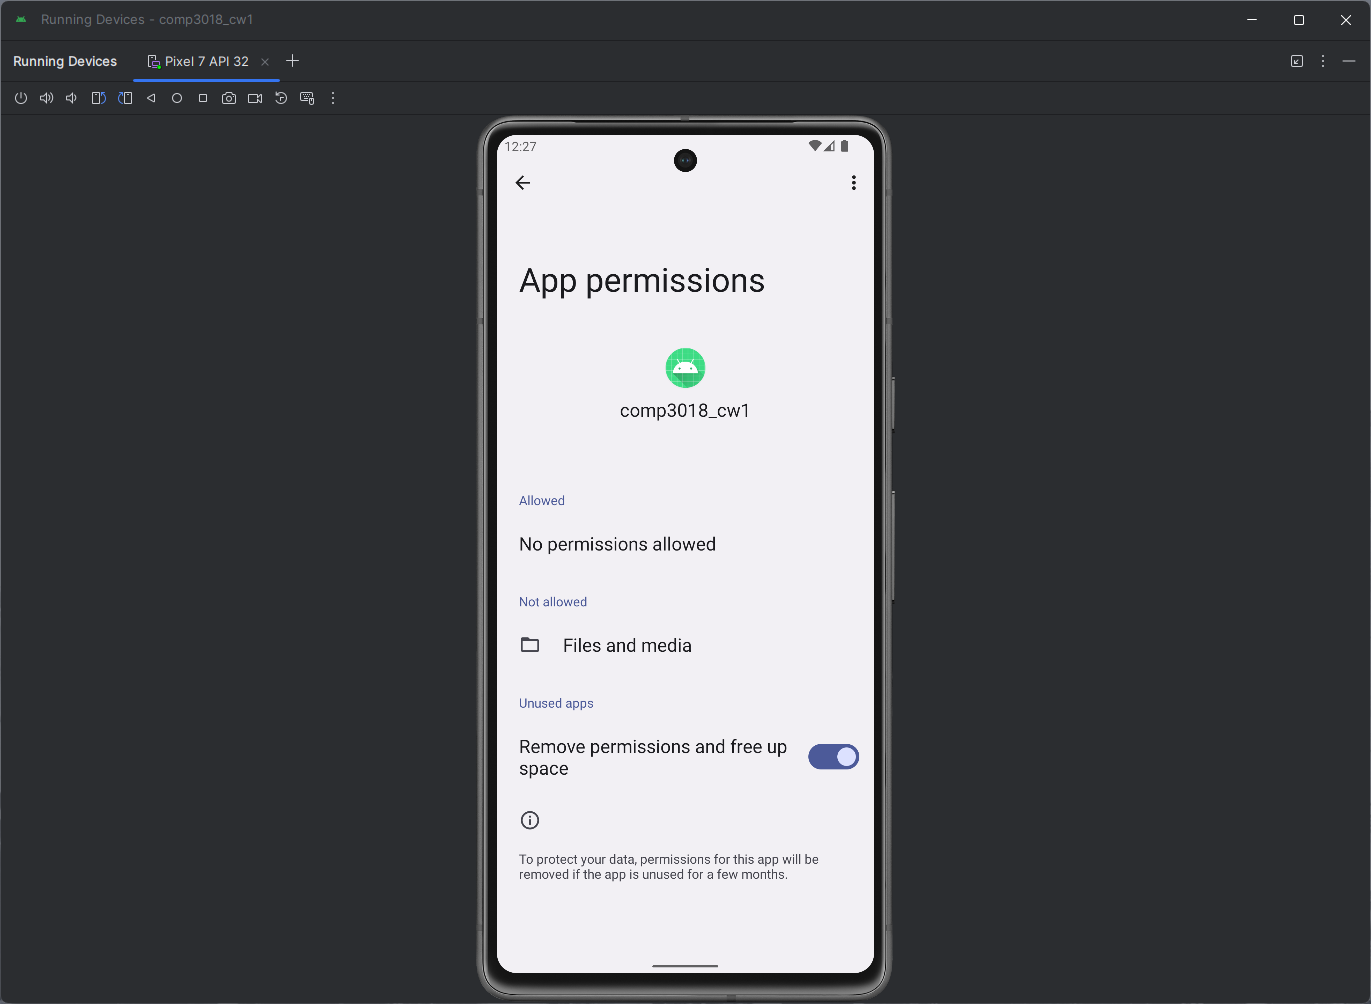 Running Devices - comp3018_cw1
Running Devices
Pixel 7 API 32
12:27
App permissions
comp3018_cw1
Allowed
No permissions allowed
Not allowed
Files and media
Unused apps
Remove permissions and free up
space
To protect your data, permissions for this app will be
removed if the app is unused for a few months.